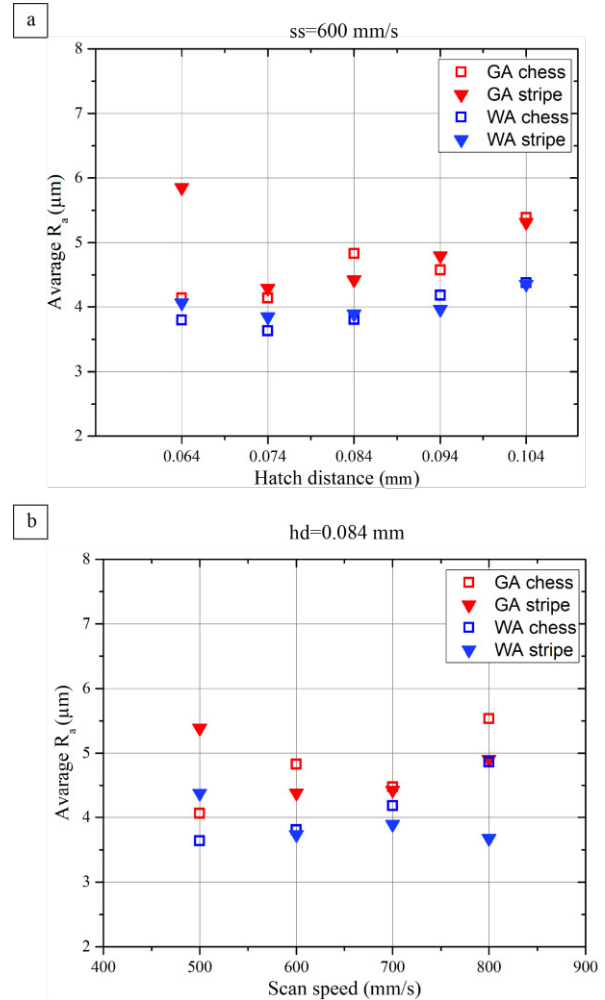 a
ss=600 mm/s
8
7
6
5
4
3
2
Avarage Ra (µm)
GA chess
GA stripe
WA chess
WA stripe
0.064 0.074 0.084 0.094 0.104
Hatch distance (mm)
b
hd=0.084 mm
8
7
6
5
4
3
2
Avarage Ra (µm)
GA chess
GA stripe
WA chess
WA stripe
400 500 600 700 800 900
Scan speed (mm/s)